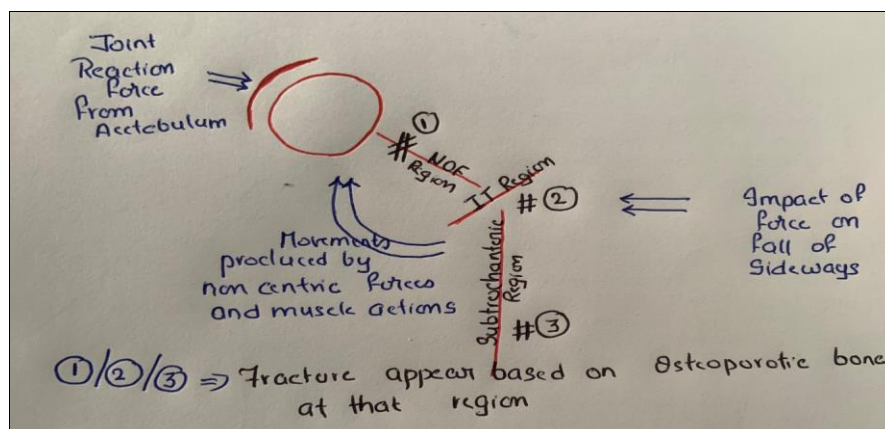 Joint
Reaction
force
from
Acetebulum
# ①
NOF
Region
IT Region
# ②
Impact of
force on
fall of
sideways
Movements
produced by
non centric forces
and muscle actions
Subtrochanteric
Region
# ③
①/②/③ ⇒ Fracture appear based on Osteoporotic bone
at that region